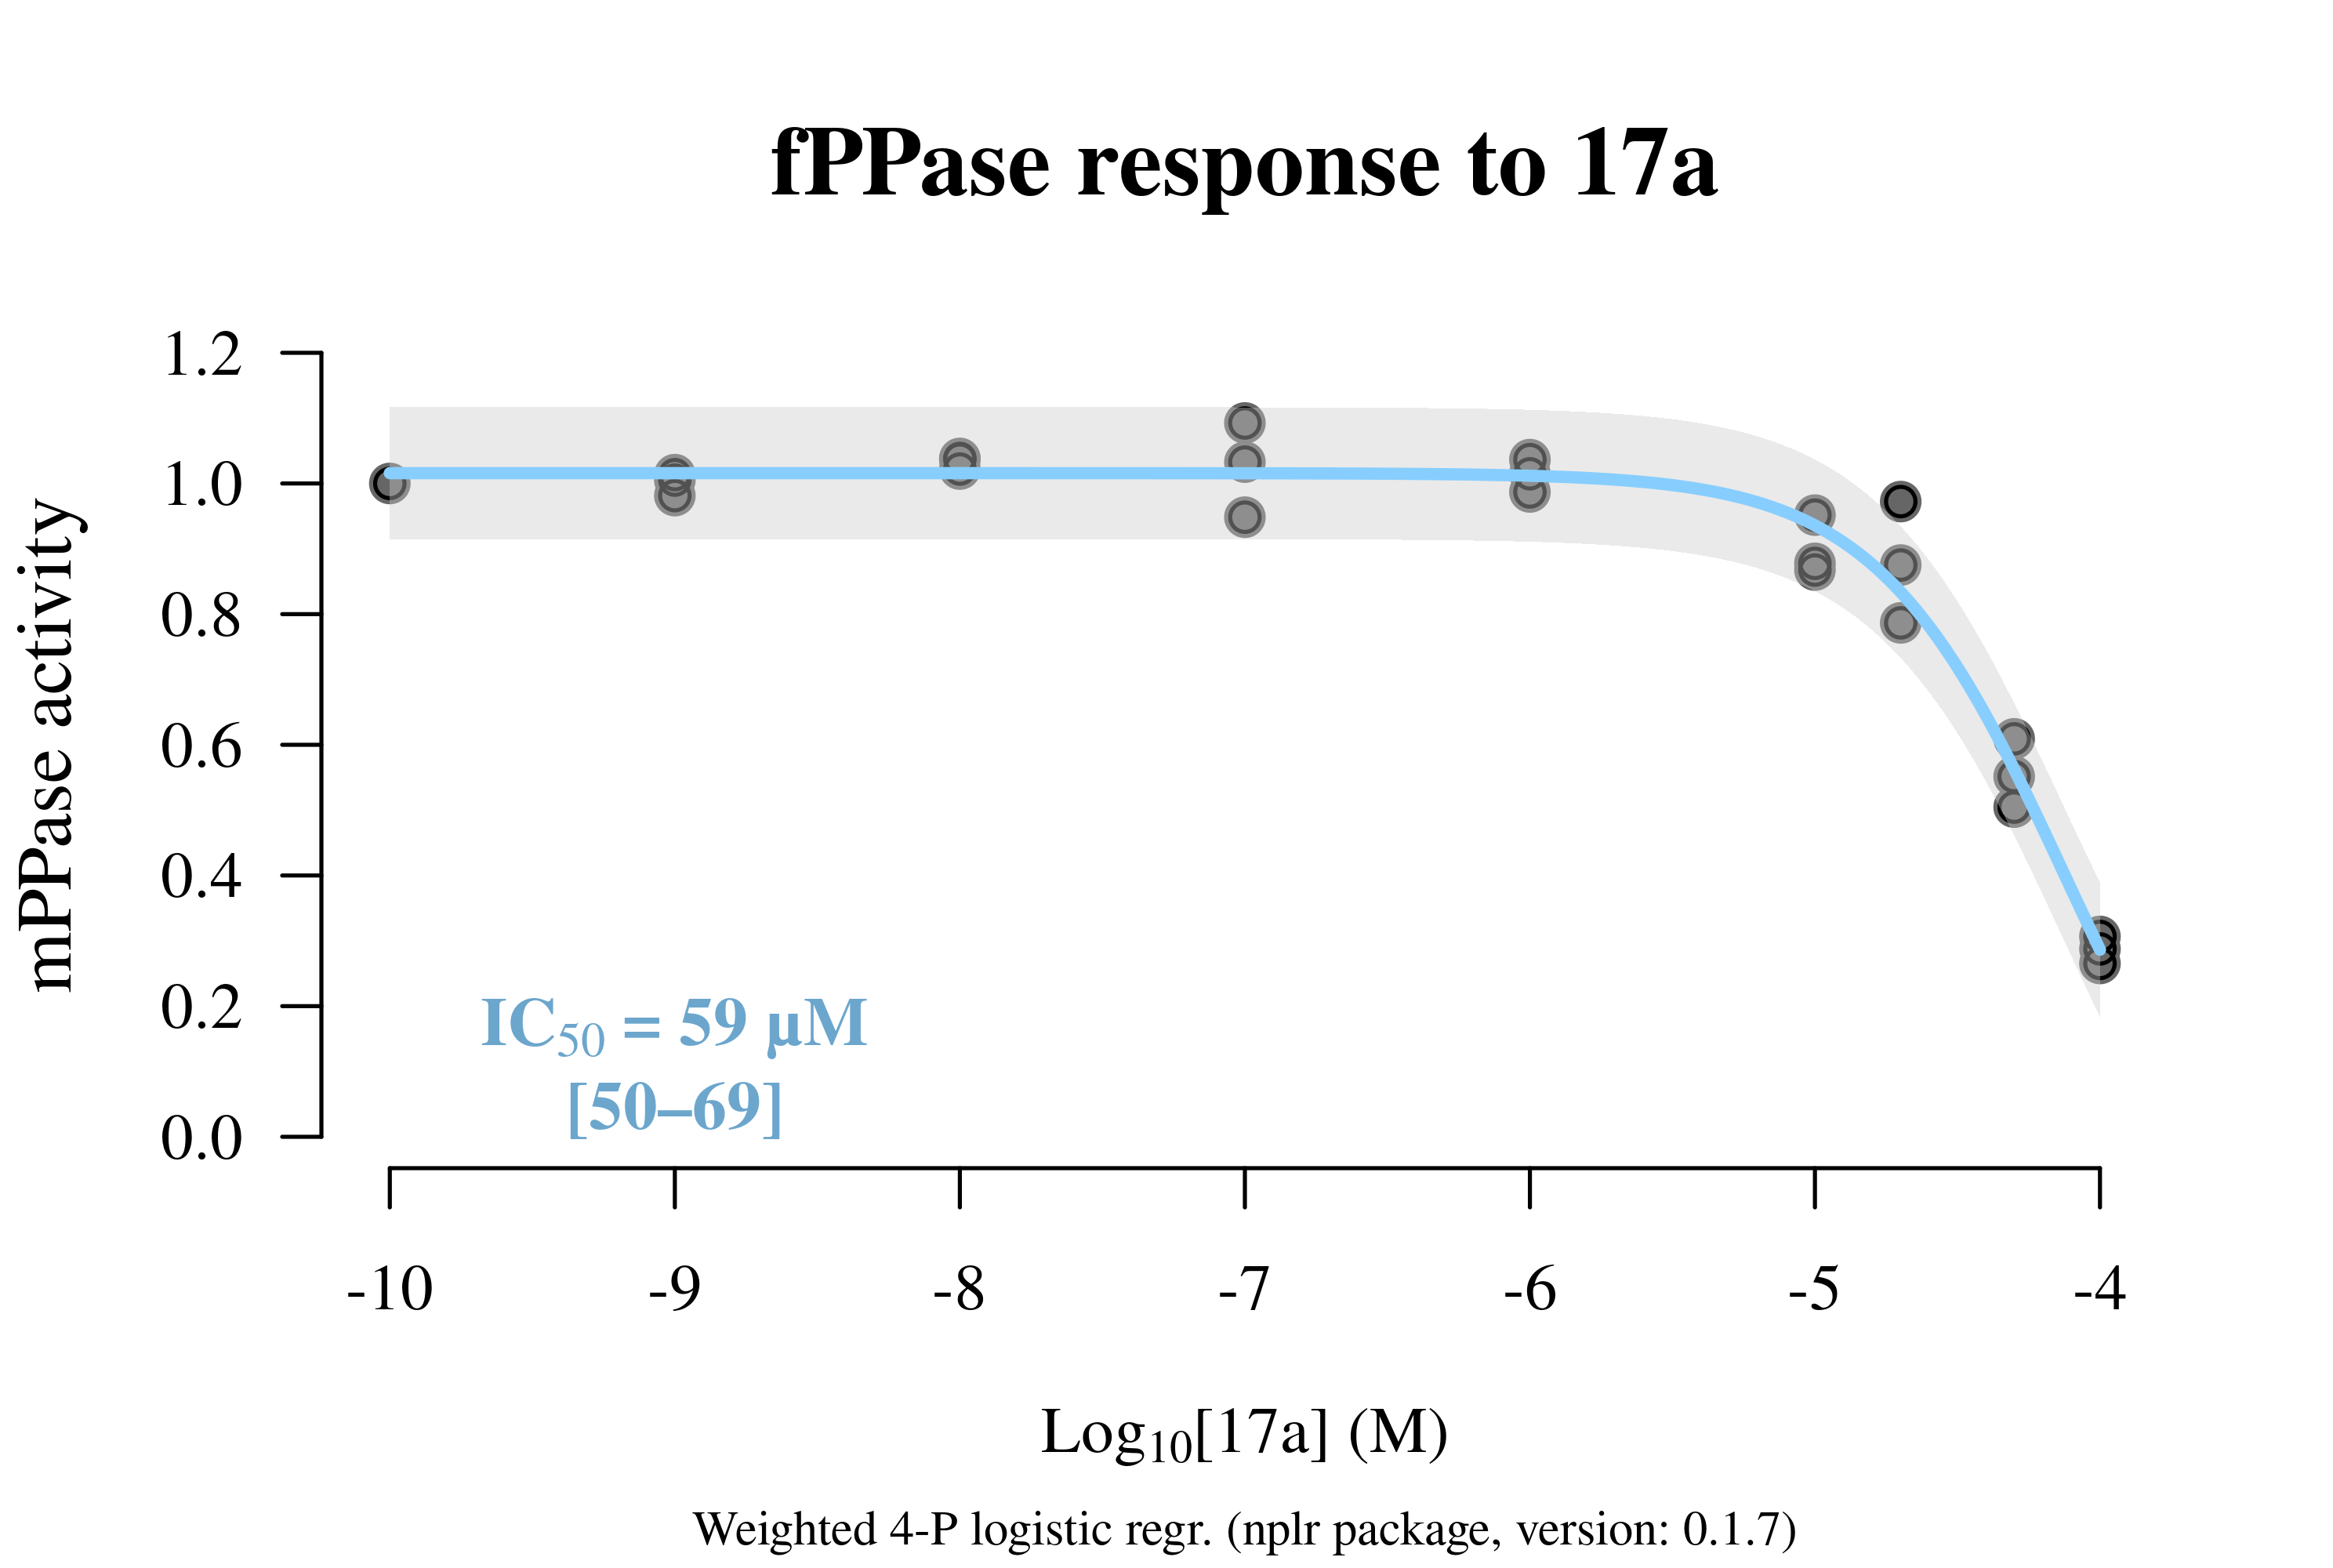 fPPase response to 17a
mPPase activity
1.2
1.0
0.8
0.6
0.4
0.2
0.0
IC50 = 59 µM
[50–69]
-10 -9 -8 -7 -6 -5 -4
Log10[17a] (M)
Weighted 4-P logistic regr. (nplr package, version: 0.1.7)